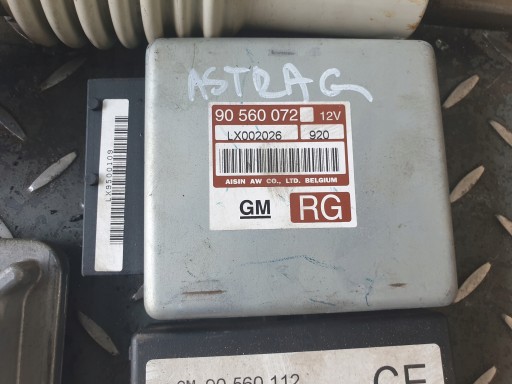 ASTRA G
90 560 072 12V
LX002026 920
AISIN AW CO., LTD. BELGIUM
GM RG
LX9500109
GM 90 560 112 CE